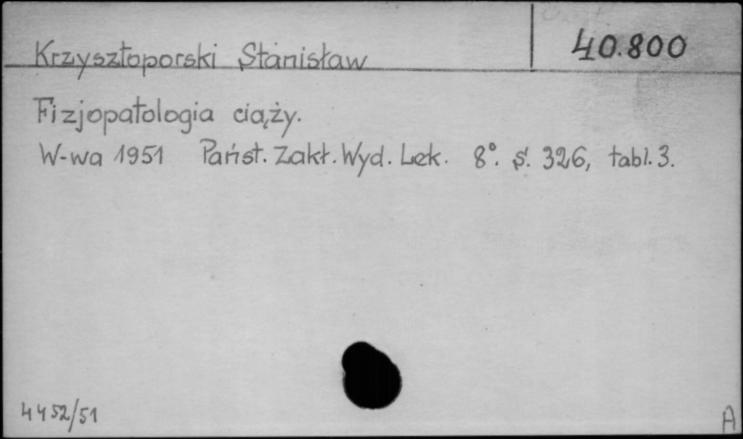 40.800
Krzysztoporski Stanisław
Fizjopatologia ciąży.
W-wa 1951 Państ. Zakł. Wyd. Lek. 8°. s. 326, tabl. 3.
4452/51
A